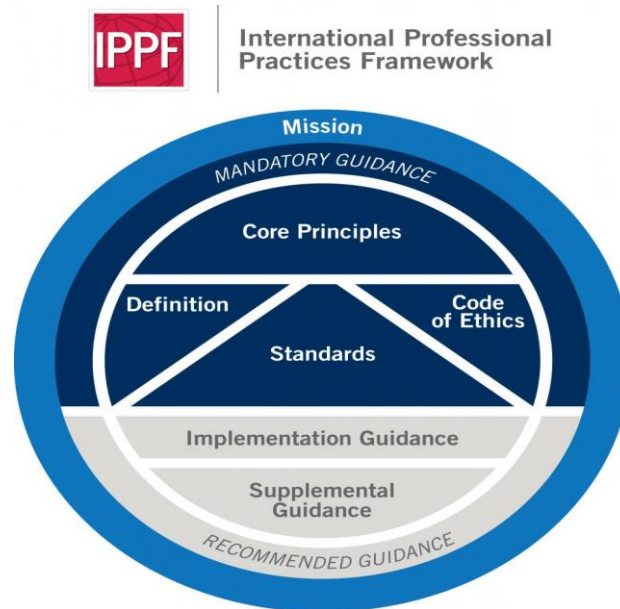 IPPF
International Professional
Practices Framework
Mission
MANDATORY GUIDANCE
Core Principles
Definition
Code
of Ethics
Standards
Implementation Guidance
Supplemental
Guidance
RECOMMENDED GUIDANCE